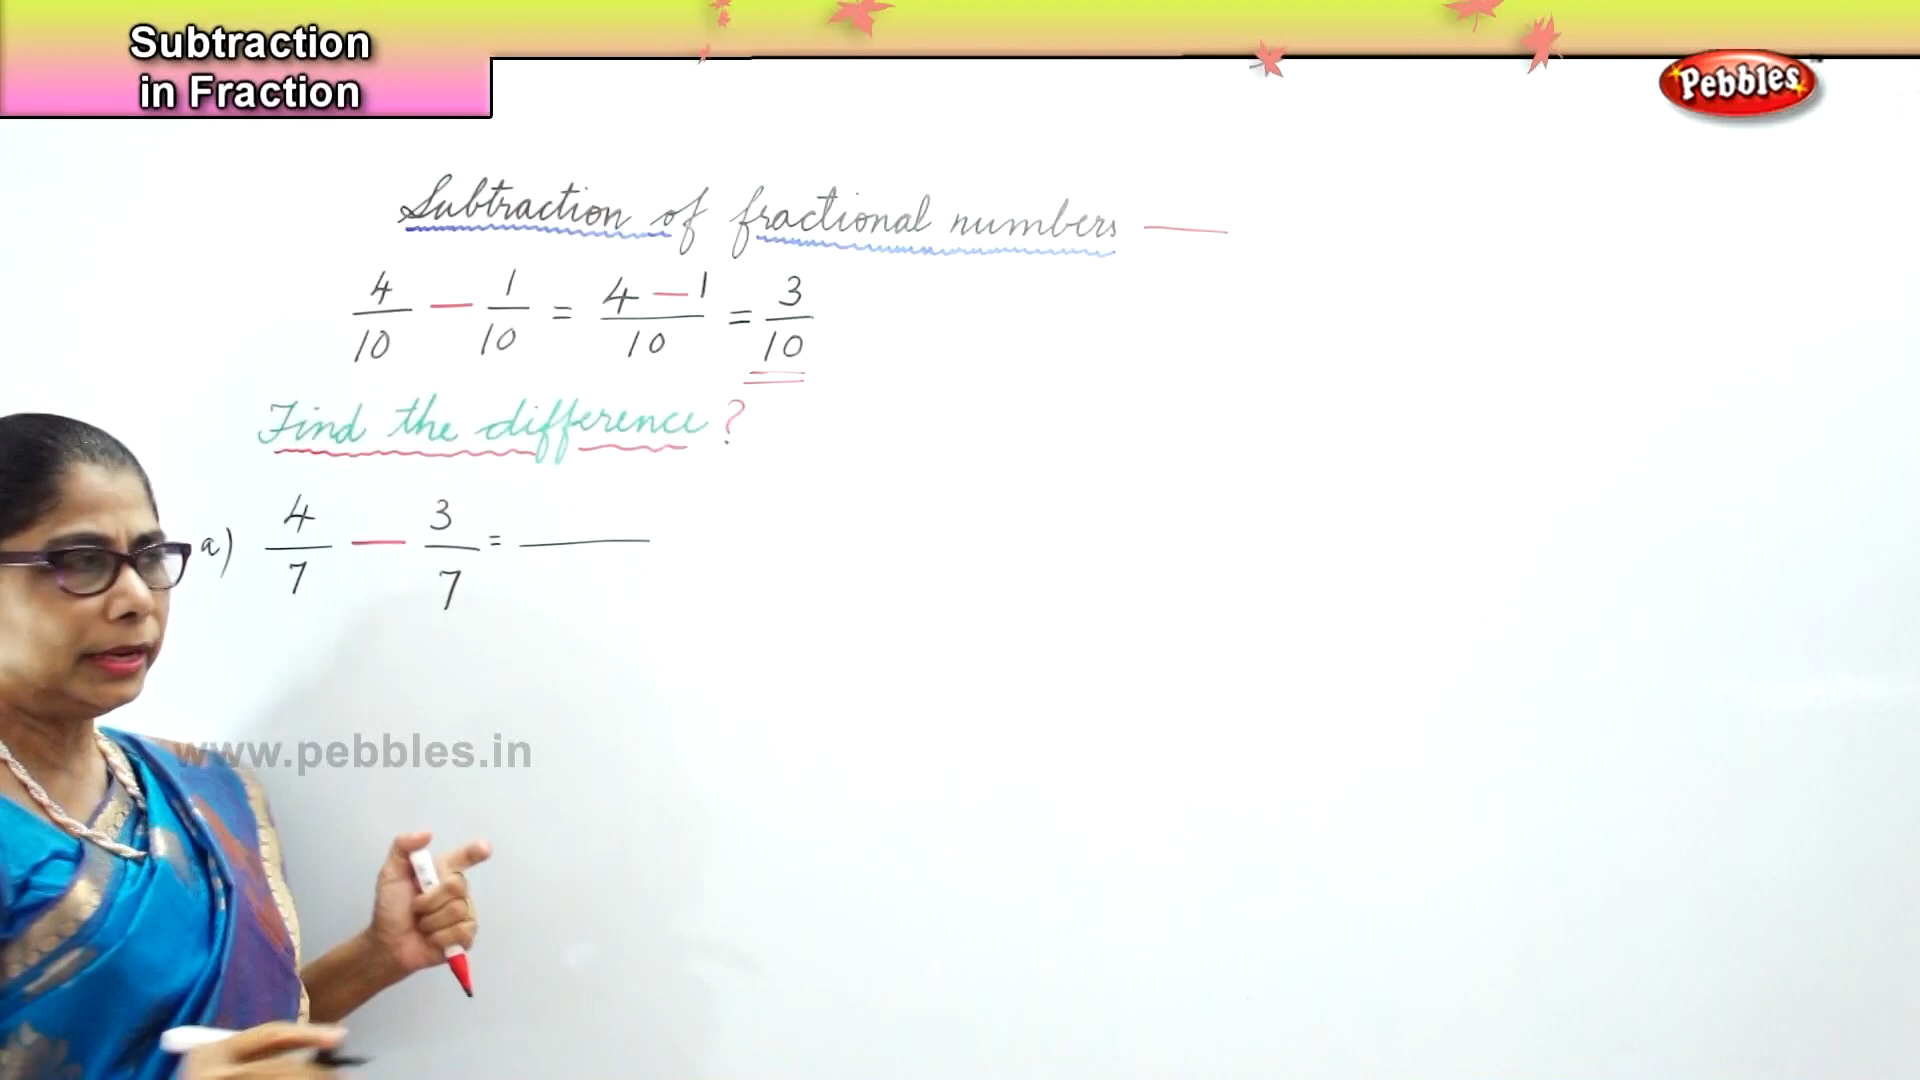 Subtraction
in Fraction
Pebbles
Subtraction of fractional numbers —
4/10 — 1/10 = 4 — 1/10 = 3/10
Find the difference ?
a) 4/7 — 3/7 = ———
www.pebbles.in